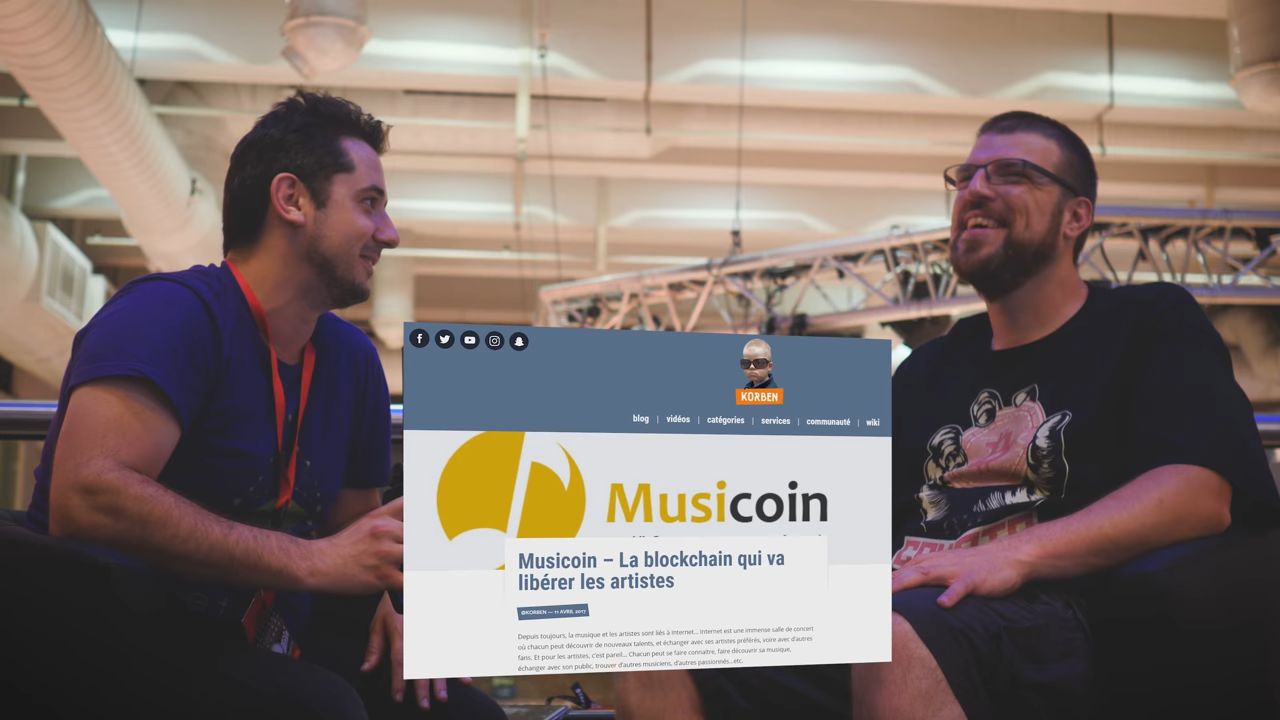 KORBEN
blog | vidéos | catégories | services | communauté | wiki
Musicoin
Musicoin – La blockchain qui va
libérer les artistes
@KORBEN — 11 AVRIL 2017
Depuis toujours, la musique et les artistes sont liés à Internet... Internet est une immense salle de concert
où chacun peut découvrir de nouveaux talents, et échanger avec ses artistes préférés, voire avec d'autres
fans. Et pour les artistes, c'est pareil... Chacun peut se faire connaitre, faire découvrir sa musique,
échanger avec son public, trouver d'autres musiciens, d'autres passionnés...etc.